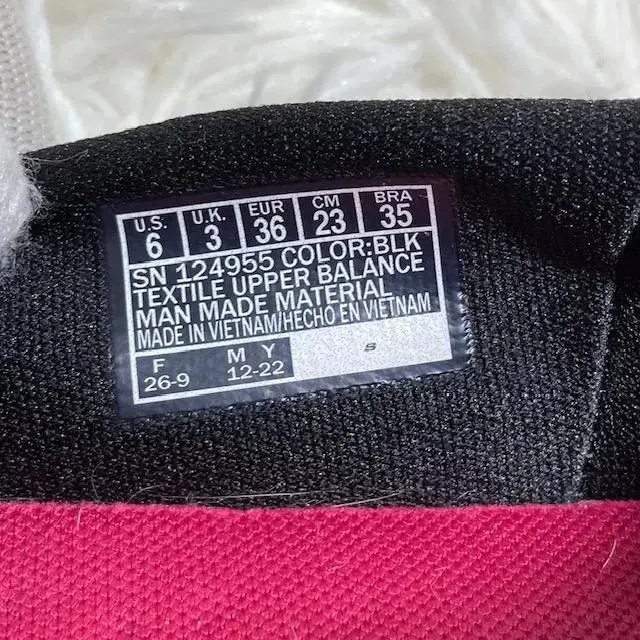 U.S. U.K. EUR CM BRA
6 3 36 23 35
SN 124955 COLOR:BLK
TEXTILE UPPER BALANCE
MAN MADE MATERIAL
MADE IN VIETNAM/HECHO EN VIETNAM
F M Y
26-9 12-22
S